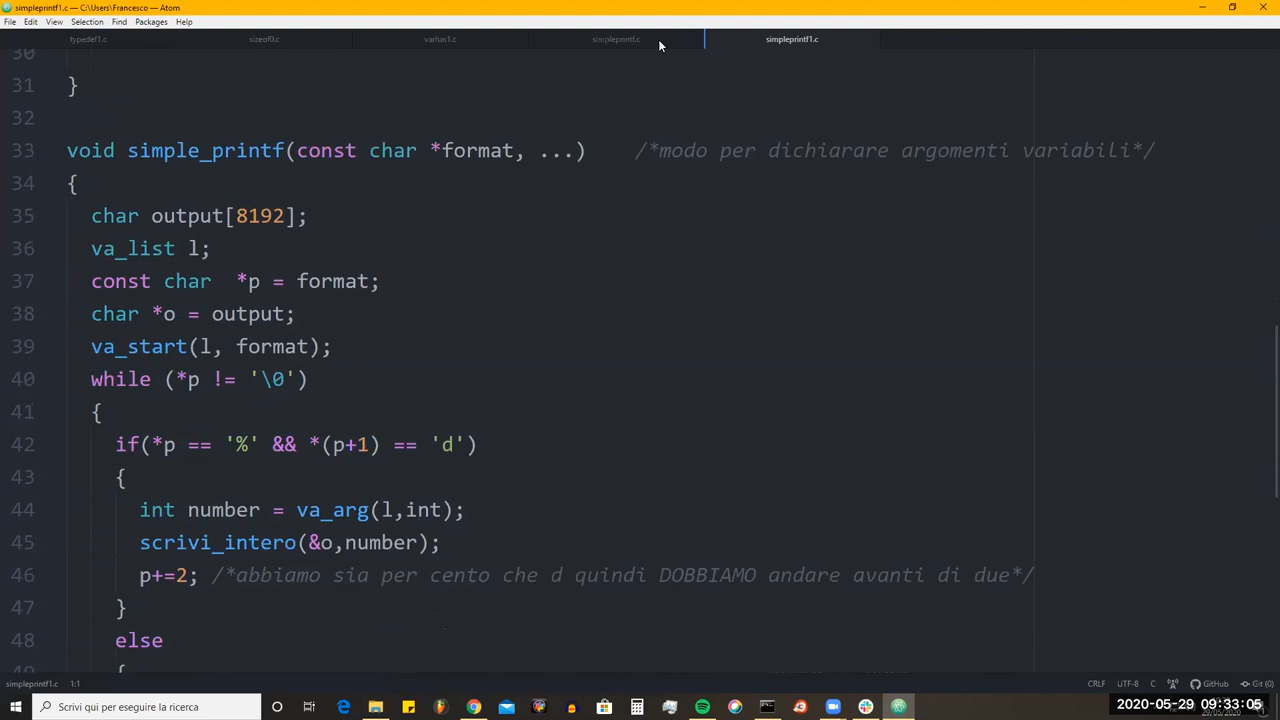 simpleprintf1.c — C:\Users\Francesco — Atom
File Edit View Selection Find Packages Help
typedef1.c sizeof0.c varfun1.c simpleprintf.c simpleprintf1.c
30
31 }
32
33 void simple_printf(const char *format, ...) /*modo per dichiarare argomenti variabili*/
34 {
35 char output[8192];
36 va_list l;
37 const char *p = format;
38 char *o = output;
39 va_start(l, format);
40 while (*p != '\0')
41 {
42 if(*p == '%' && *(p+1) == 'd')
43 {
44 int number = va_arg(l,int);
45 scrivi_intero(&o,number);
46 p+=2; /*abbiamo sia per cento che d quindi DOBBIAMO andare avanti di due*/
47 }
48 else
49 {
simpleprintf1.c 1:1 CRLF UTF-8 C GitHub Git (0)
Scrivi qui per eseguire la ricerca 2020-05-29 09:33:05